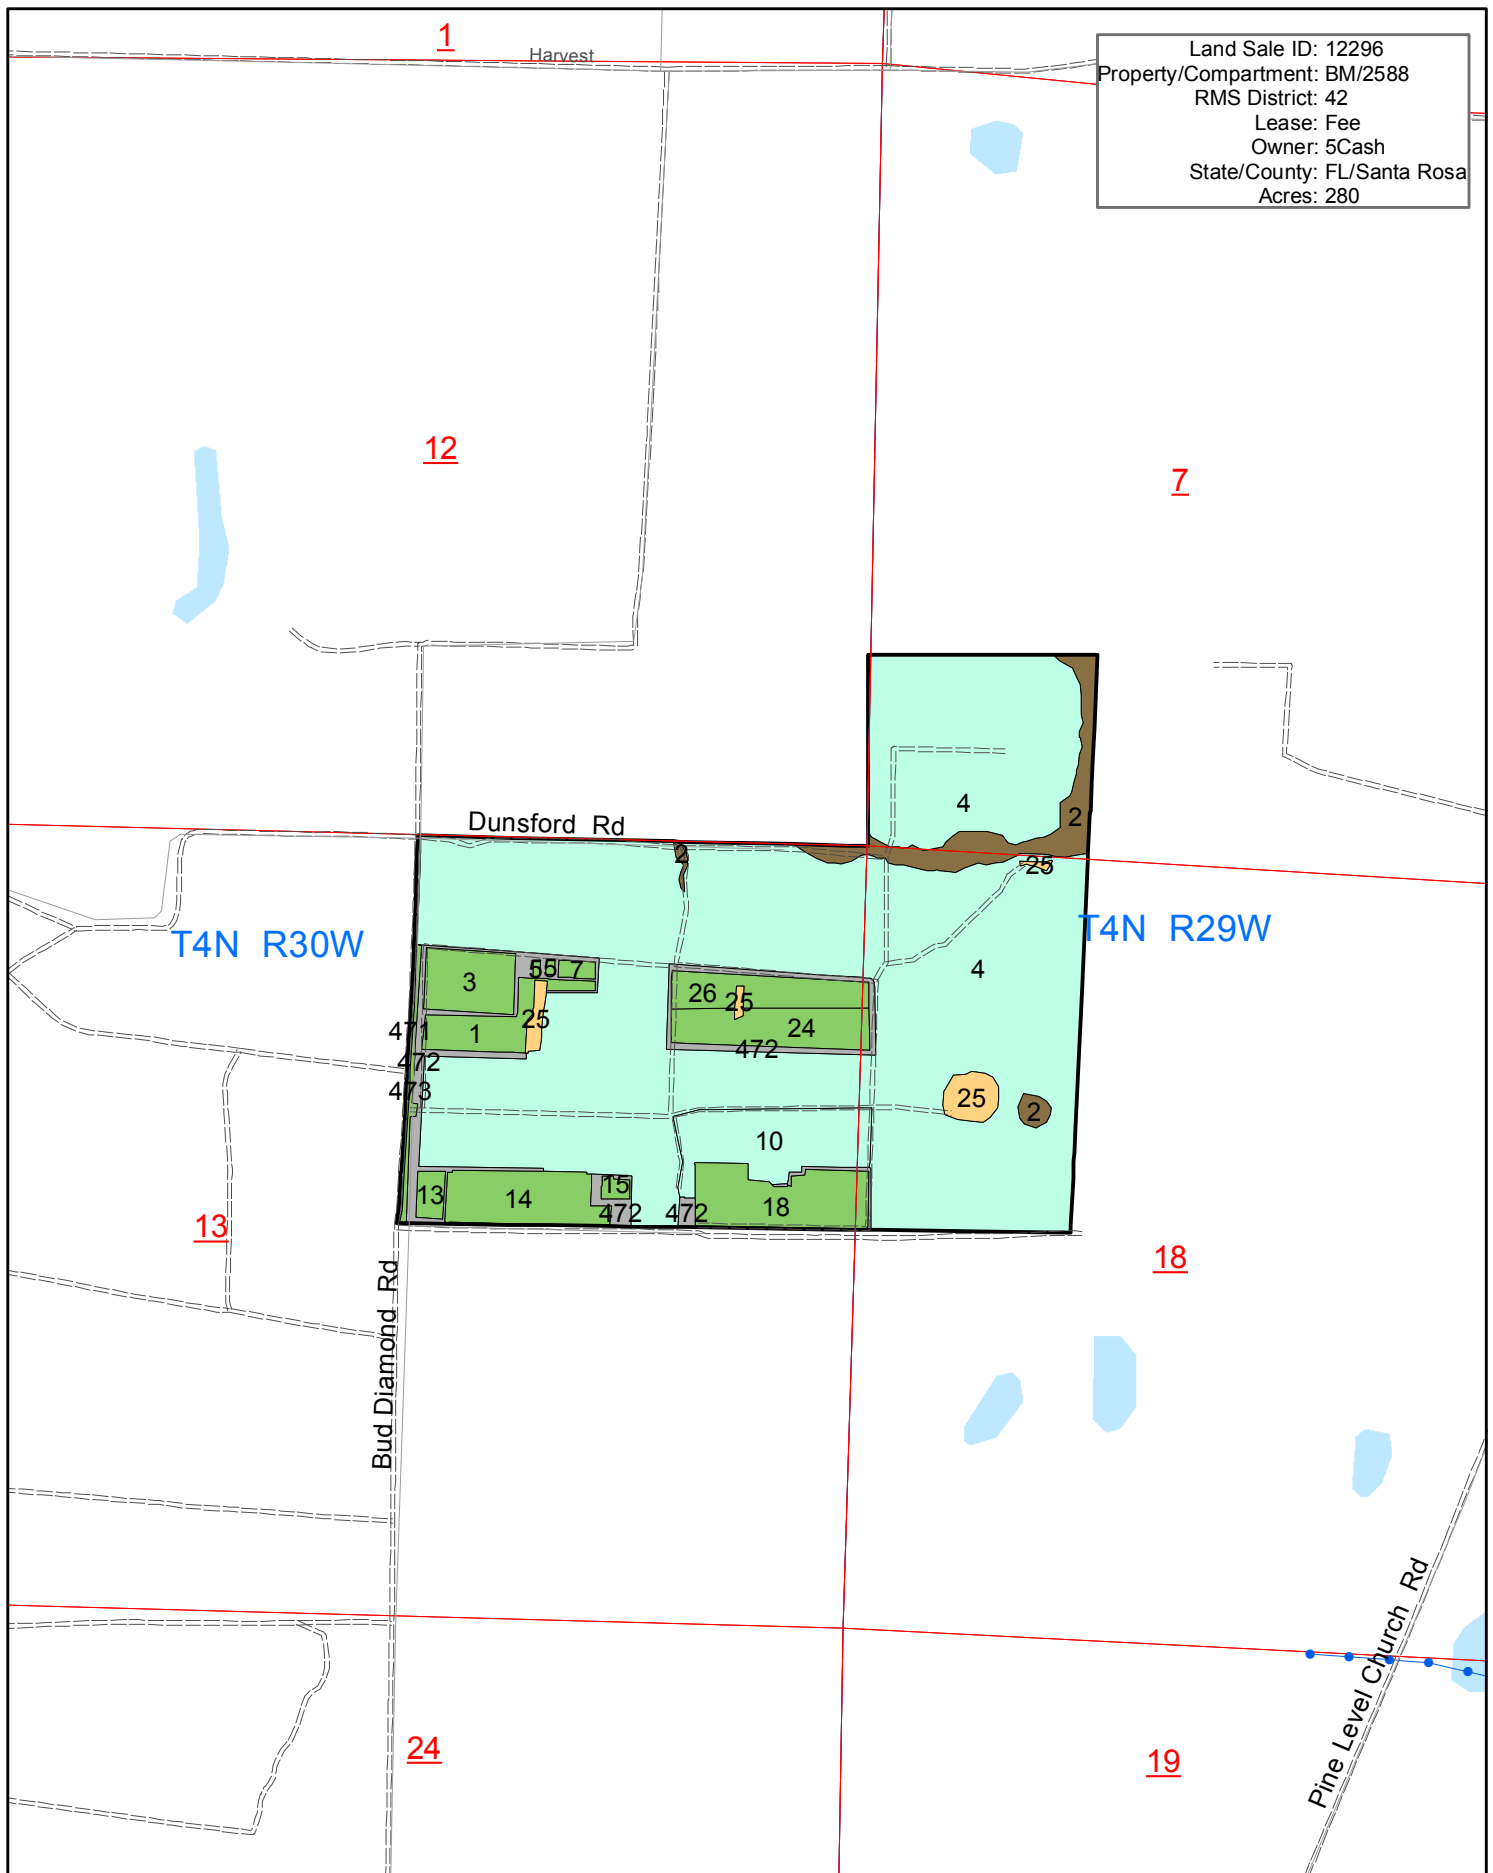 1
Harvest
Land Sale ID: 12296
Property/Compartment: BM/2588
RMS District: 42
Lease: Fee
Owner: 5Cash
State/County: FL/Santa Rosa
Acres: 280
12
7
4
2
Dunsford Rd
2
25
T4N R30W
T4N R29W
4
3
55
7
26
25
25
1
24
471
472
472
473
25
2
10
13
14
15
18
472
472
13
18
Bud Diamond Rd
Pine Level Church Rd
24
19